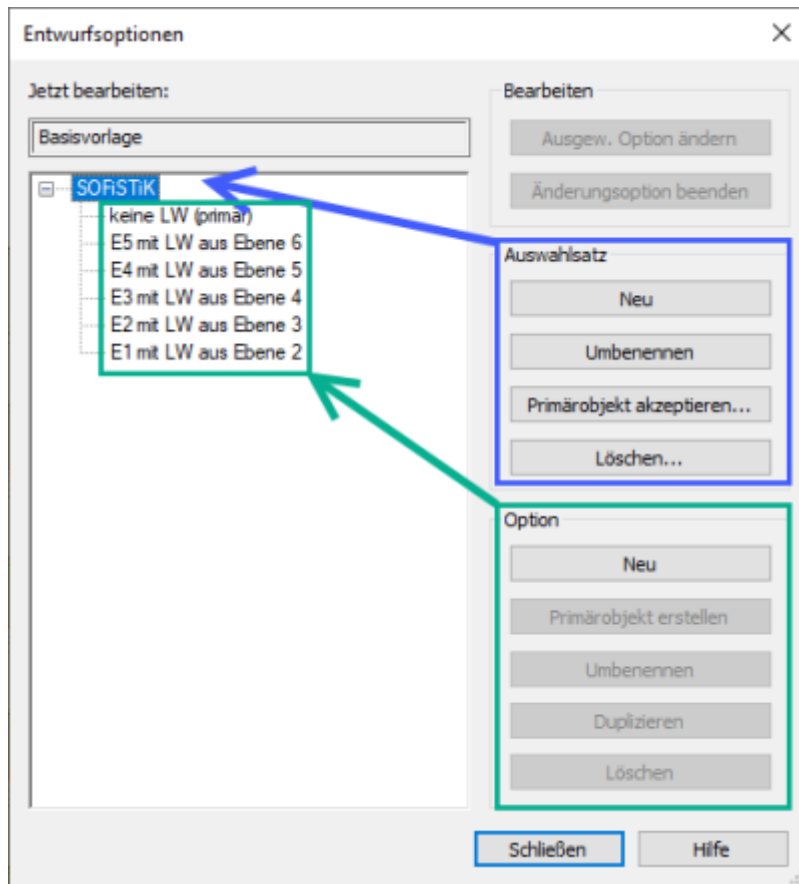 Entwurfsoptionen
Jetzt bearbeiten:
Basisvorlage
SOFiSTiK
keine LW (primär)
E5 mit LW aus Ebene 6
E4 mit LW aus Ebene 5
E3 mit LW aus Ebene 4
E2 mit LW aus Ebene 3
E1 mit LW aus Ebene 2
Bearbeiten
Ausgew. Option ändern
Änderungsoption beenden
Auswahlsatz
Neu
Umbenennen
Primärobjekt akzeptieren...
Löschen...
Option
Neu
Primärobjekt erstellen
Umbenennen
Duplizieren
Löschen
Schließen
Hilfe